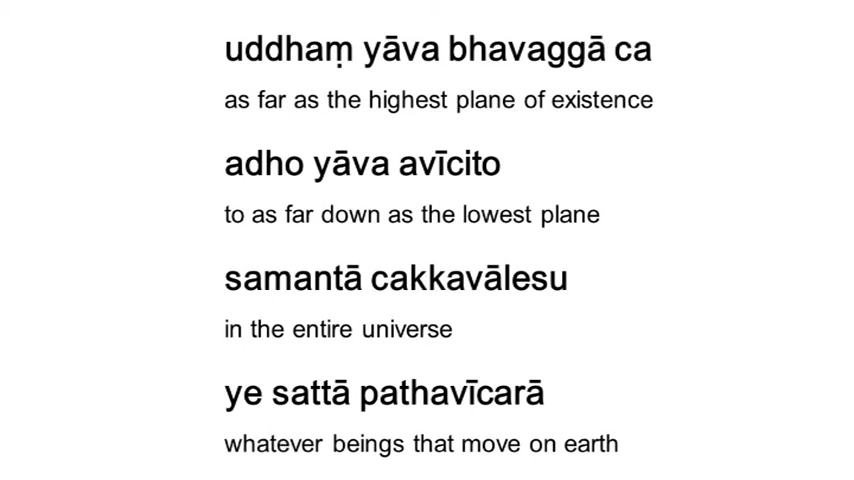 uddhaṃ yāva bhavaggā ca
as far as the highest plane of existence
adho yāva avīcito
to as far down as the lowest plane
samantā cakkavālesu
in the entire universe
ye sattā pathavīcarā
whatever beings that move on earth